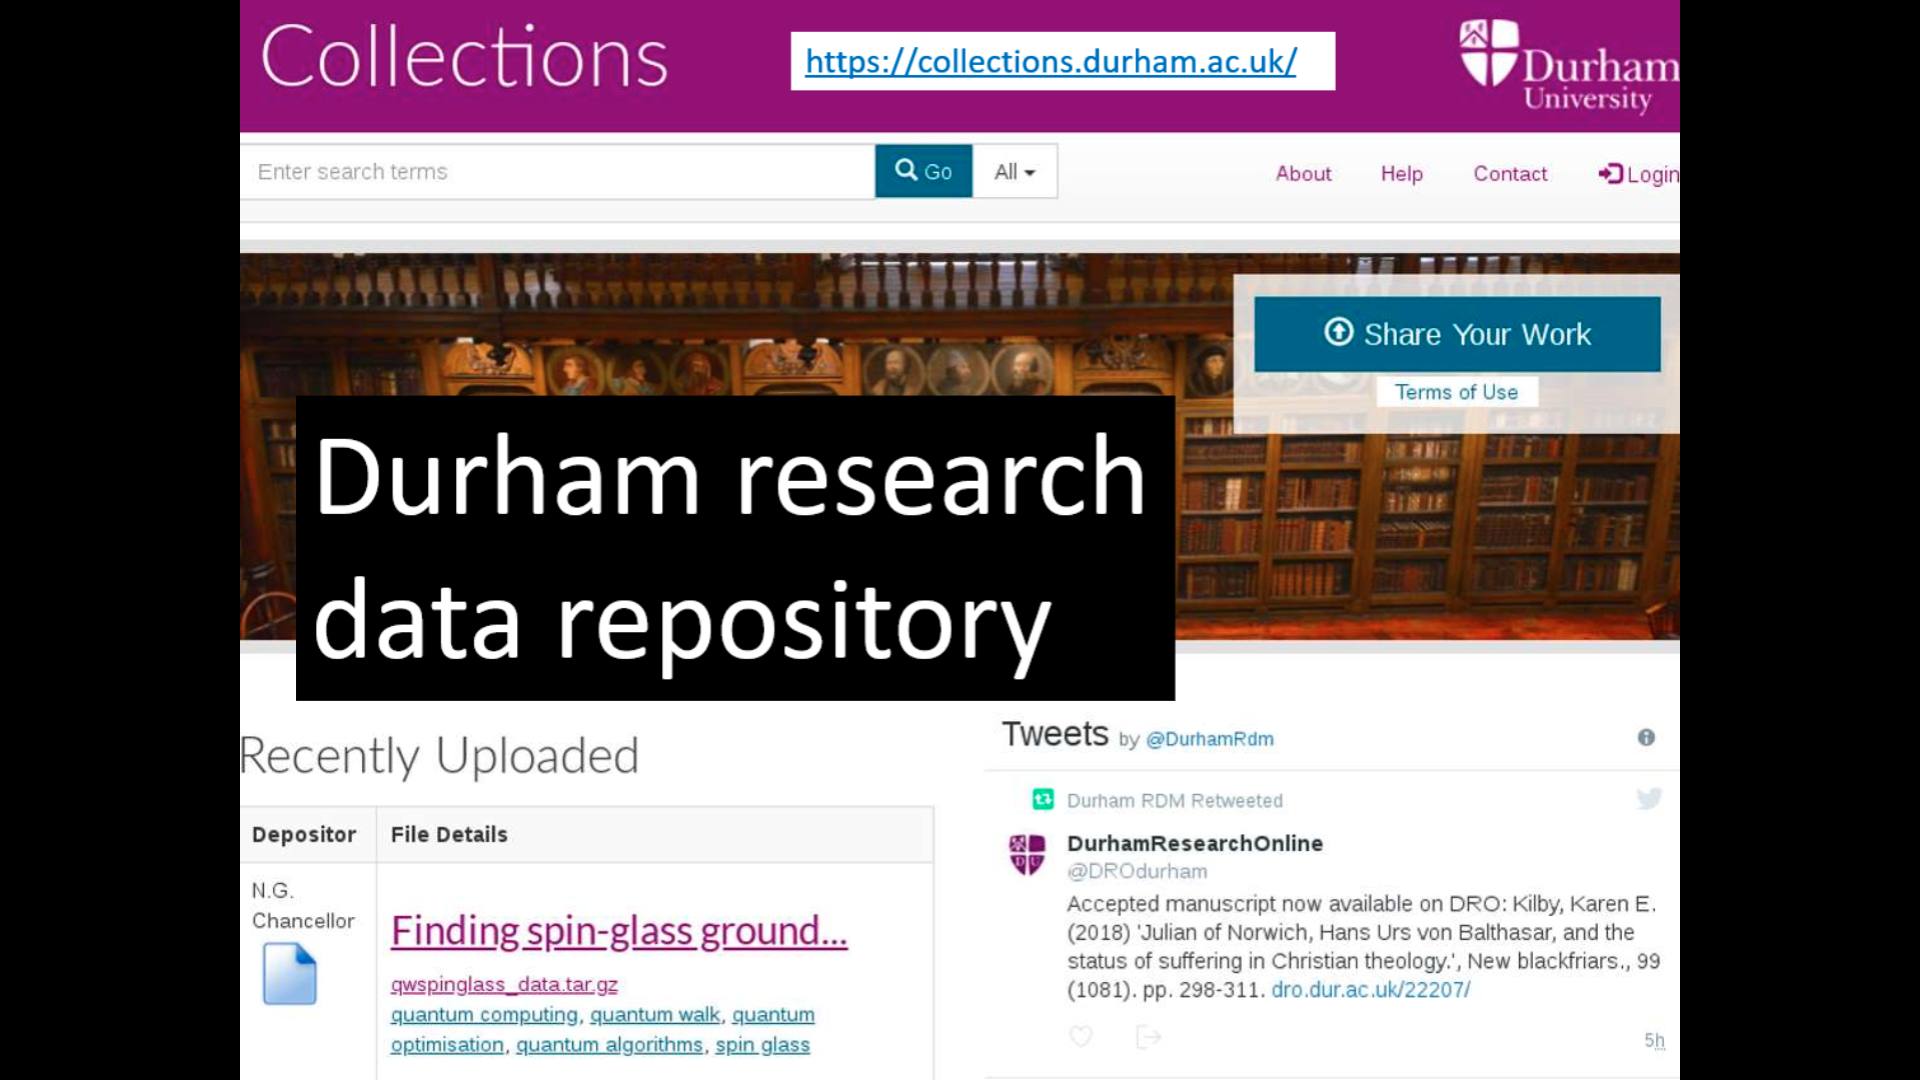 Collections
https://collections.durham.ac.uk/
Durham
University
Enter search terms
Go
All
About
Help
Contact
Login
Share Your Work
Terms of Use
Durham research
data repository
Recently Uploaded
Depositor
File Details
N.G.
Chancellor
Finding spin-glass ground...
qwspinglass_data.tar.gz
quantum computing, quantum walk, quantum
optimisation, quantum algorithms, spin glass
Tweets by @DurhamRdm
Durham RDM Retweeted
DurhamResearchOnline
@DROdurham
Accepted manuscript now available on DRO: Kilby, Karen E.
(2018) 'Julian of Norwich, Hans Urs von Balthasar, and the
status of suffering in Christian theology.', New blackfriars., 99
(1081). pp. 298-311. dro.dur.ac.uk/22207/
5h